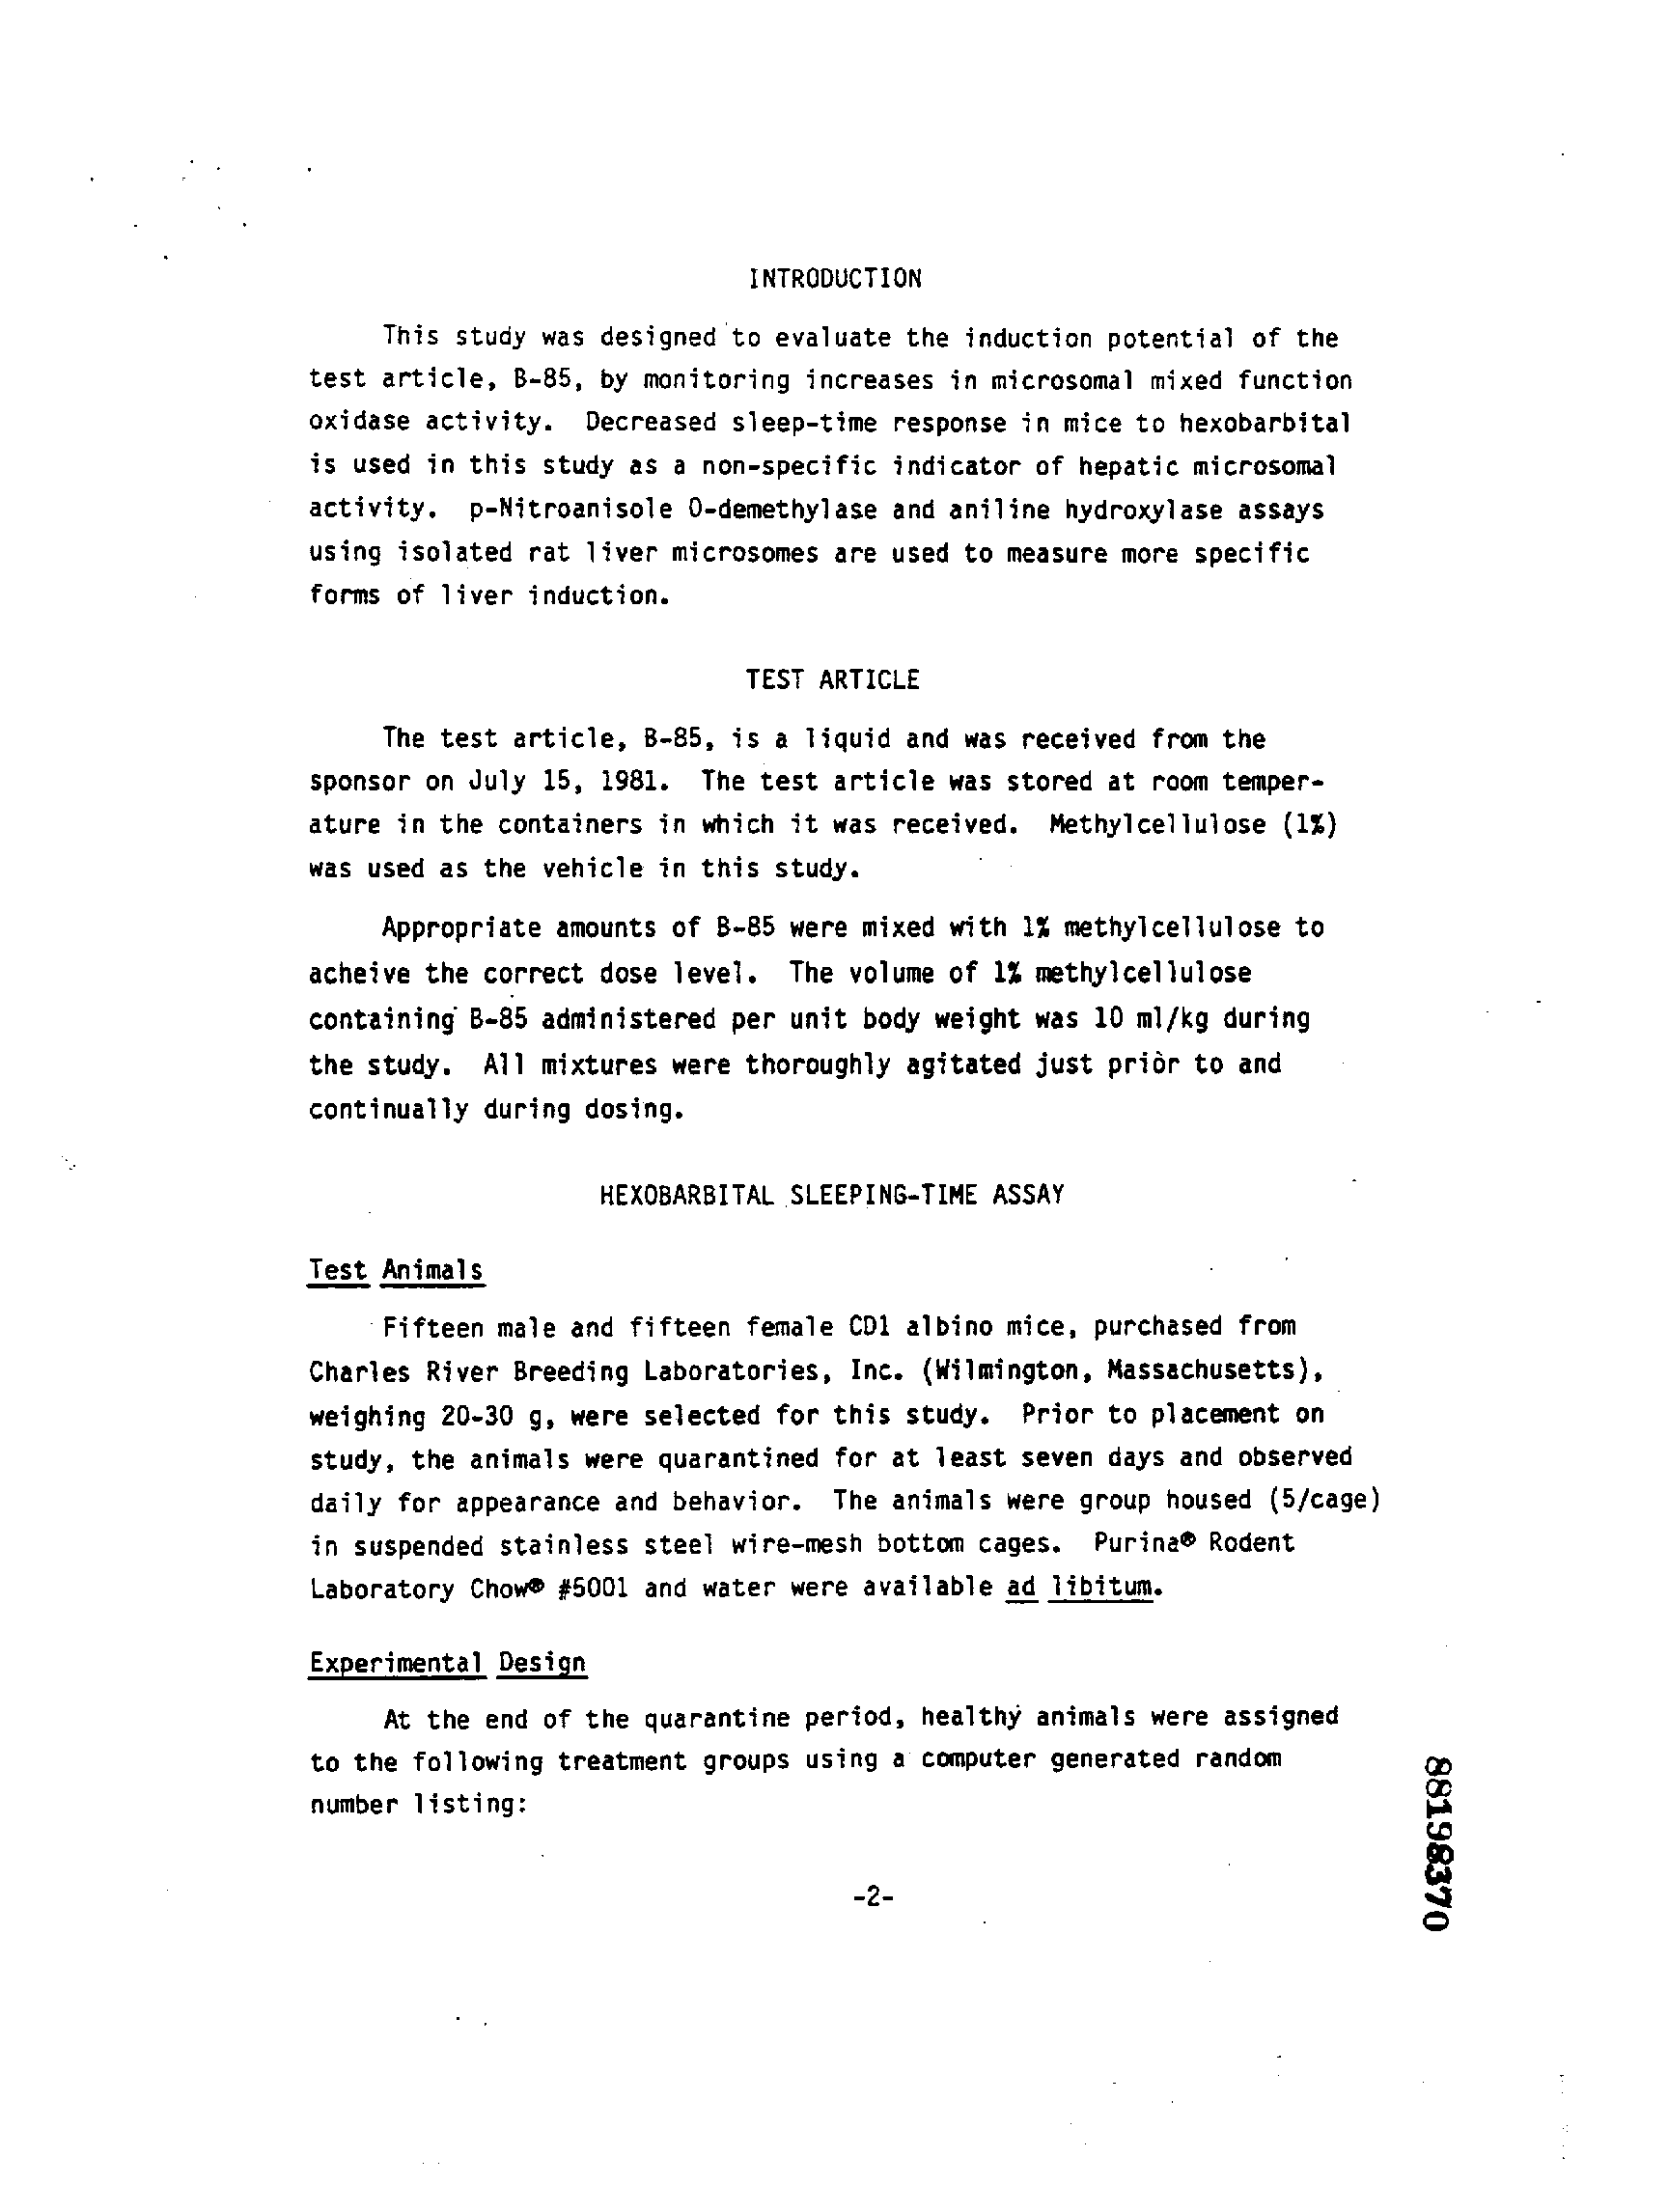 INTRODUCTION
This study was designed to evaluate the induction potential of the
test article, B-85, by monitoring increases in microsomal mixed function
oxidase activity. Decreased sleep-time response in mice to hexobarbital
is used in this study as a non-specific indicator of hepatic microsomal
activity. p-Nitroanisole O-demethylase and aniline hydroxylase assays
using isolated rat liver microsomes are used to measure more specific
forms of liver induction.
TEST ARTICLE
The test article, B-85, is a liquid and was received from the
sponsor on July 15, 1981. The test article was stored at room temper-
ature in the containers in which it was received. Methylcellulose (1%)
was used as the vehicle in this study.
Appropriate amounts of B-85 were mixed with 1% methylcellulose to
acheive the correct dose level. The volume of 1% methylcellulose
containing B-85 administered per unit body weight was 10 ml/kg during
the study. All mixtures were thoroughly agitated just prior to and
continually during dosing.
HEXOBARBITAL SLEEPING-TIME ASSAY
Test Animals
Fifteen male and fifteen female CD1 albino mice, purchased from
Charles River Breeding Laboratories, Inc. (Wilmington, Massachusetts),
weighing 20-30 g, were selected for this study. Prior to placement on
study, the animals were quarantined for at least seven days and observed
daily for appearance and behavior. The animals were group housed (5/cage)
in suspended stainless steel wire-mesh bottom cages. Purina® Rodent
Laboratory Chow® #5001 and water were available ad libitum.
Experimental Design
At the end of the quarantine period, healthy animals were assigned
to the following treatment groups using a computer generated random
number listing:
-2-
88198370